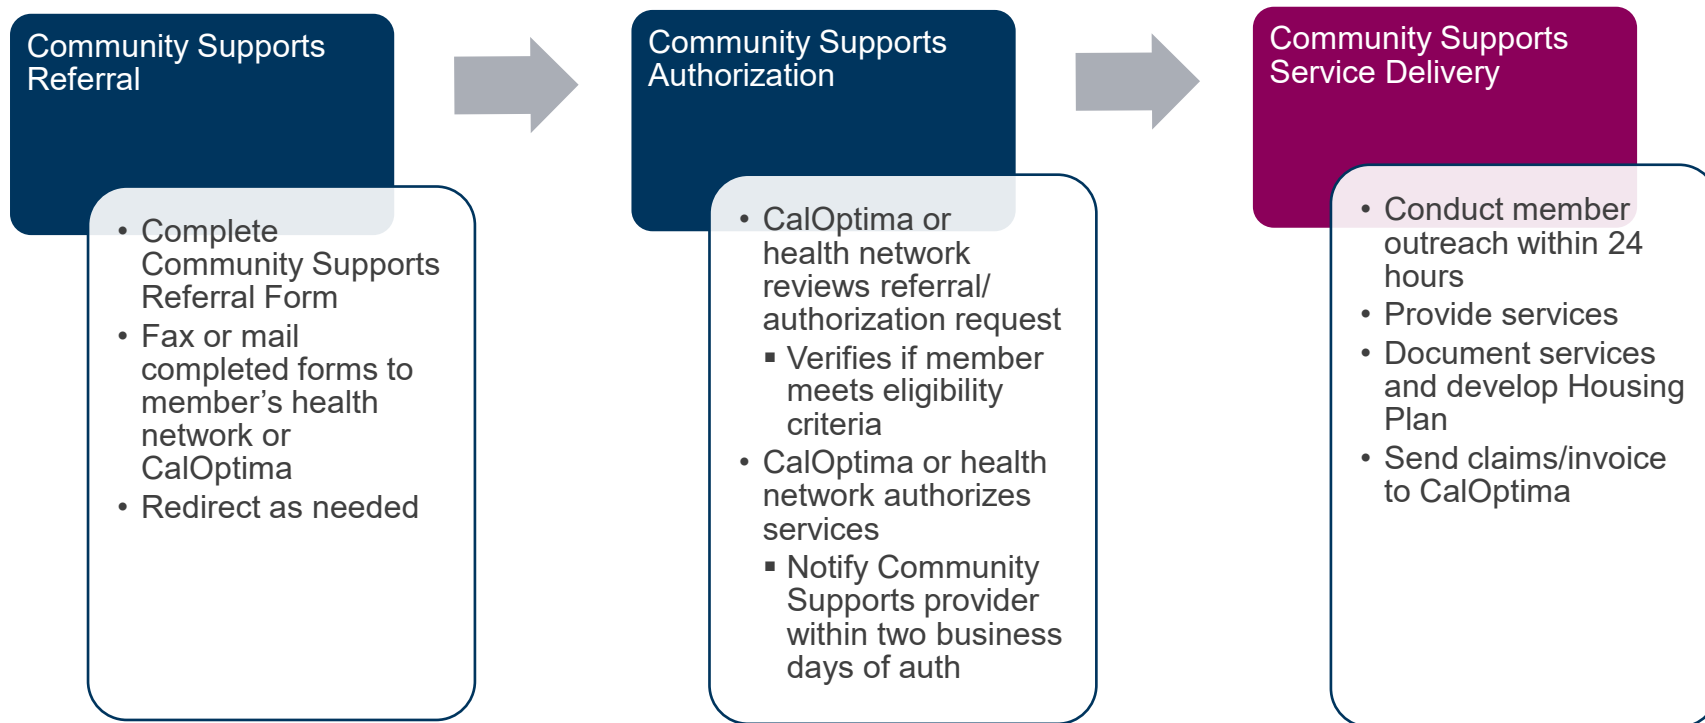 Community Supports
Referral
• Complete
Community Supports
Referral Form
• Fax or mail
completed forms to
member’s health
network or
CalOptima
• Redirect as needed
Community Supports
Authorization
• CalOptima or
health network
reviews referral/
authorization request
▪ Verifies if member
meets eligibility
criteria
• CalOptima or health
network authorizes
services
▪ Notify Community
Supports provider
within two business
days of auth
Community Supports
Service Delivery
• Conduct member
outreach within 24
hours
• Provide services
• Document services
and develop Housing
Plan
• Send claims/invoice
to CalOptima